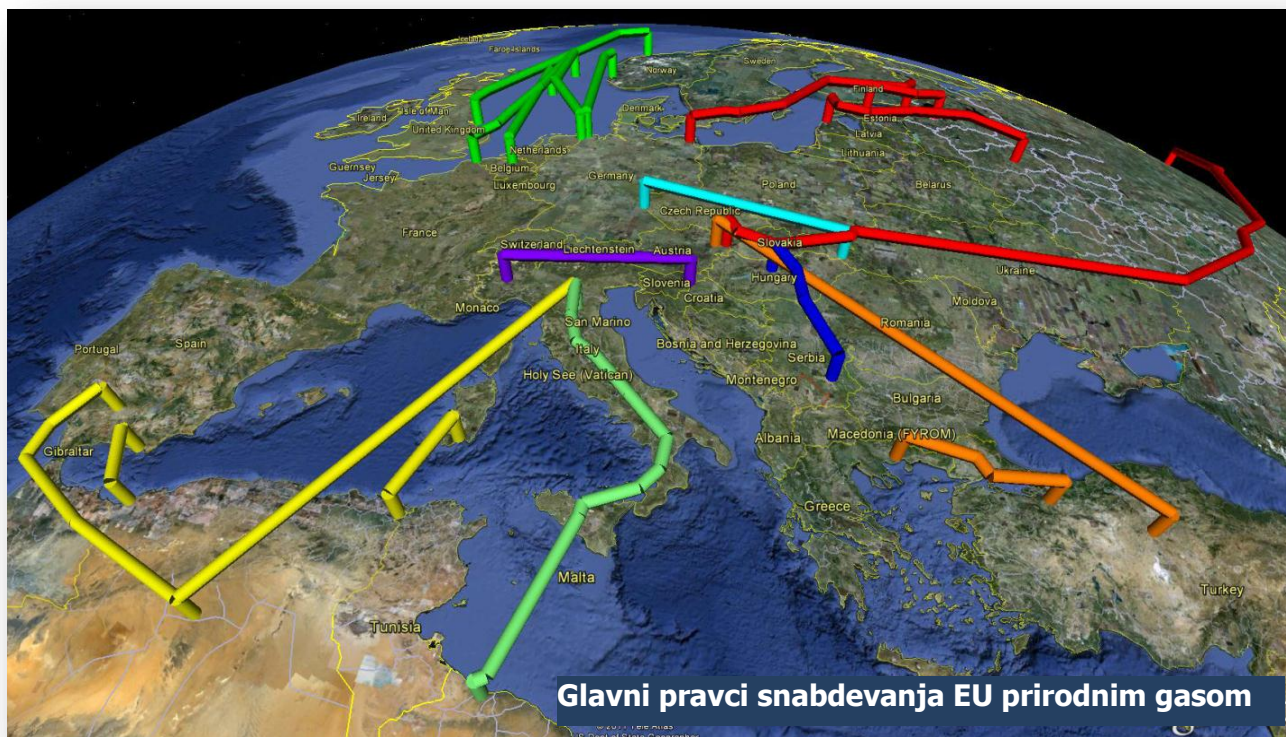 Iceland
Faroe Islands
Norway
Sweden
Finland
Estonia
Latvia
Lithuania
Isle of Man
Ireland
United Kingdom
Denmark
Netherlands
Guernsey
Jersey
Belgium
Luxembourg
Germany
Poland
Belarus
Czech Republic
France
Switzerland
Liechtenstein
Austria
Slovakia
Ukraine
Hungary
Slovenia
Croatia
Moldova
Monaco
San Marino
Romania
Portugal
Spain
Italy
Bosnia and Herzegovina
Serbia
Holy See (Vatican)
Montenegro
Bulgaria
Gibraltar
Albania
Macedonia (FYROM)
Greece
Malta
Turkey
Tunisia
Glavni pravci snabdevanja EU prirodnim gasom